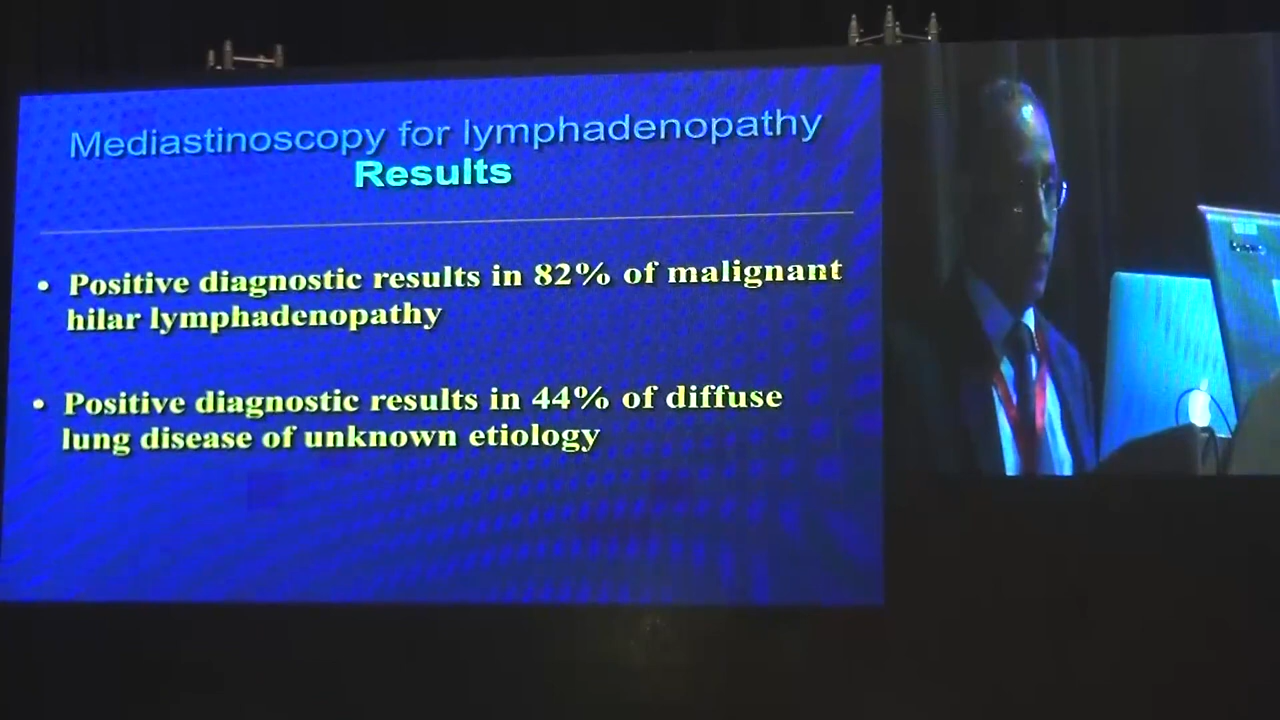 Mediastinoscopy for lymphadenopathy
Results
• Positive diagnostic results in 82% of malignant
hilar lymphadenopathy
• Positive diagnostic results in 44% of diffuse
lung disease of unknown etiology